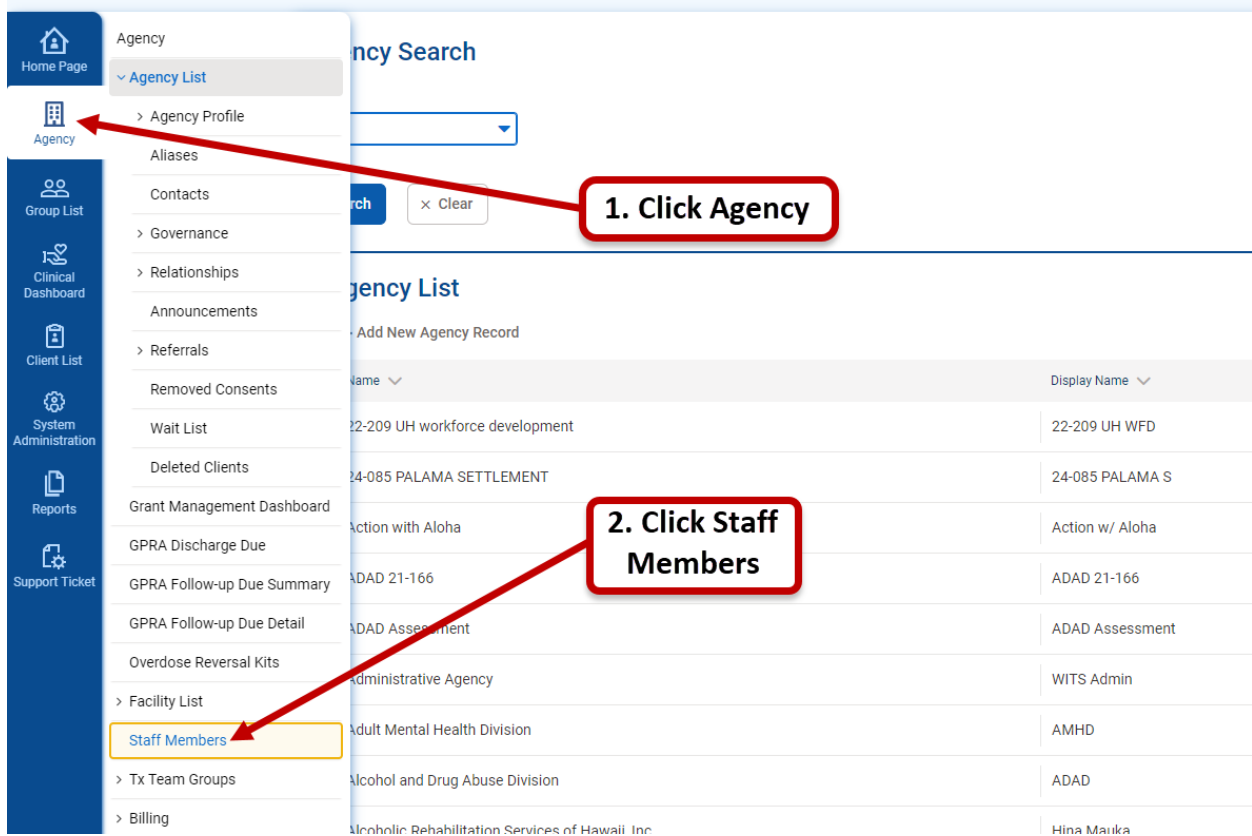 Home Page
Agency
Group List
Clinical
Dashboard
Client List
System
Administration
Reports
Support Ticket
Agency
Agency List
Agency Profile
Aliases
Contacts
Governance
Relationships
Announcements
Referrals
Removed Consents
Wait List
Deleted Clients
Grant Management Dashboard
GPRA Discharge Due
GPRA Follow-up Due Summary
GPRA Follow-up Due Detail
Overdose Reversal Kits
Facility List
Staff Members
Tx Team Groups
Billing
ncy Search
rch
× Clear
1. Click Agency
gency List
Add New Agency Record
Name
Display Name
22-209 UH workforce development
22-209 UH WFD
24-085 PALAMA SETTLEMENT
24-085 PALAMA S
Action with Aloha
Action w/ Aloha
2. Click Staff
Members
ADAD 21-166
ADAD 21-166
ADAD Assessment
ADAD Assessment
Administrative Agency
WITS Admin
Adult Mental Health Division
AMHD
Alcohol and Drug Abuse Division
ADAD
Alcoholic Rehabilitation Services of Hawaii, Inc
Hina Mauka